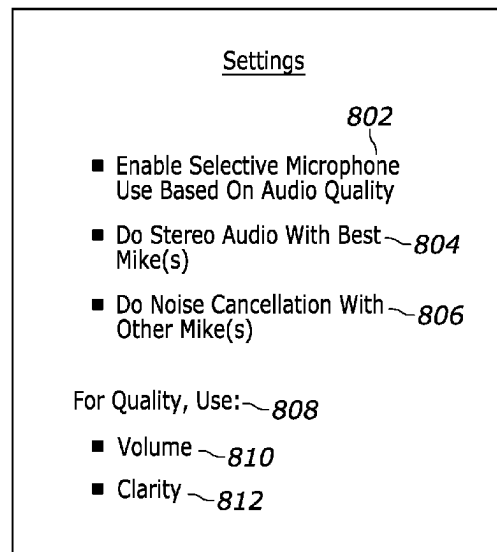 Settings
802
■ Enable Selective Microphone
Use Based On Audio Quality
■ Do Stereo Audio With Best 804
Mike(s)
■ Do Noise Cancellation With 806
Other Mike(s)
For Quality, Use: 808
■ Volume 810
■ Clarity 812